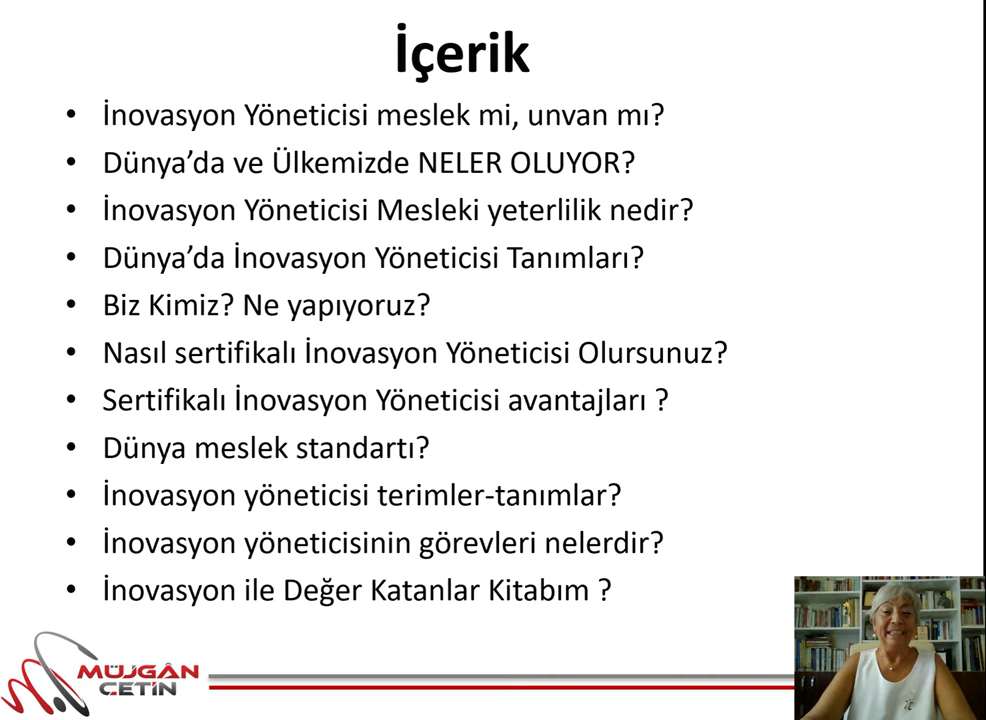 İçerik
• İnovasyon Yöneticisi meslek mi, unvan mı?
• Dünya’da ve Ülkemizde NELER OLUYOR?
• İnovasyon Yöneticisi Mesleki yeterlilik nedir?
• Dünya’da İnovasyon Yöneticisi Tanımları?
• Biz Kimiz? Ne yapıyoruz?
• Nasıl sertifikalı İnovasyon Yöneticisi Olursunuz?
• Sertifikalı İnovasyon Yöneticisi avantajları ?
• Dünya meslek standartı?
• İnovasyon yöneticisi terimler-tanımlar?
• İnovasyon yöneticisinin görevleri nelerdir?
• İnovasyon ile Değer Katanlar Kitabım ?
MÜJGÂN
ÇETİN